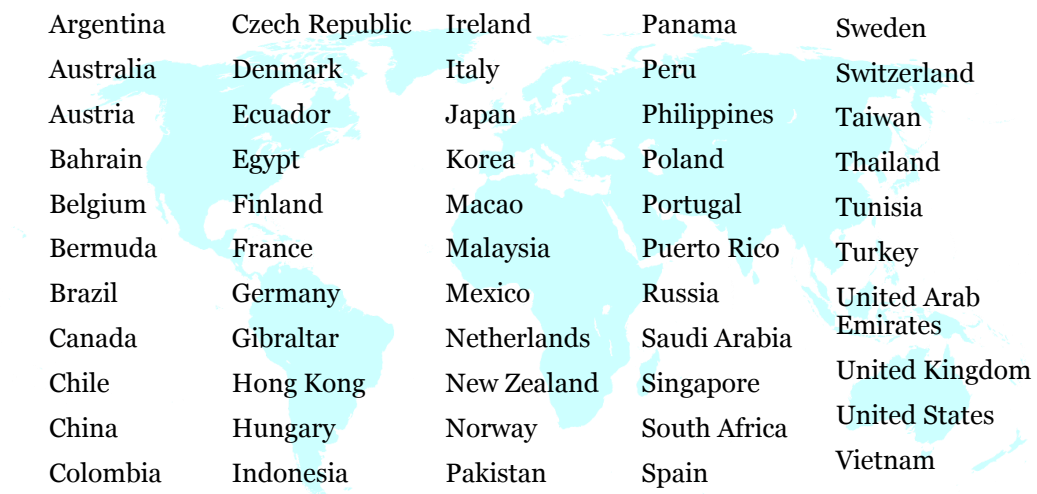 Argentina
Australia
Austria
Bahrain
Belgium
Bermuda
Brazil
Canada
Chile
China
Colombia
Czech Republic
Denmark
Ecuador
Egypt
Finland
France
Germany
Gibraltar
Hong Kong
Hungary
Indonesia
Ireland
Italy
Japan
Korea
Macao
Malaysia
Mexico
Netherlands
New Zealand
Norway
Pakistan
Panama
Peru
Philippines
Poland
Portugal
Puerto Rico
Russia
Saudi Arabia
Singapore
South Africa
Spain
Sweden
Switzerland
Taiwan
Thailand
Tunisia
Turkey
United Arab
Emirates
United Kingdom
United States
Vietnam